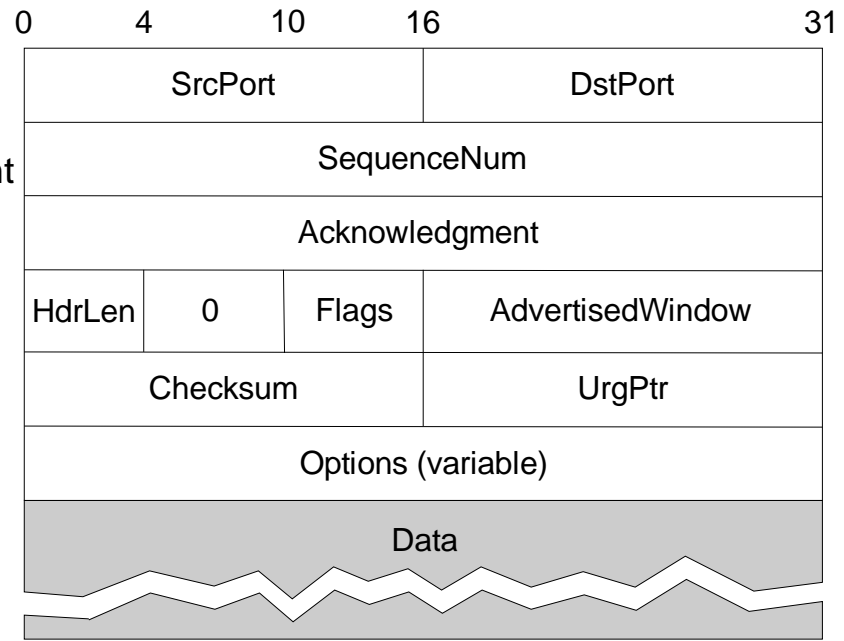 0 4 10 16 31
SrcPort DstPort
SequenceNum
Acknowledgment
HdrLen 0 Flags AdvertisedWindow
Checksum UrgPtr
Options (variable)
Data